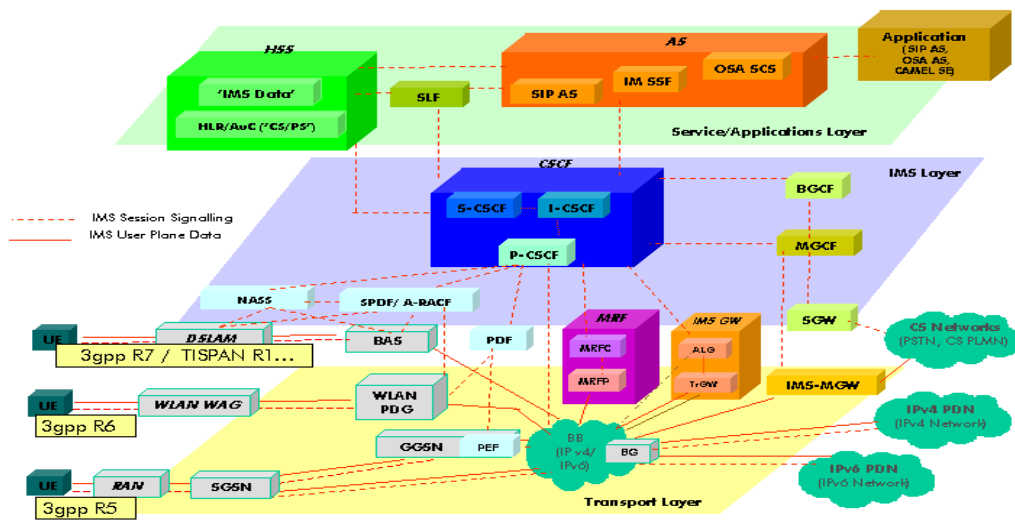 HSS
AS
Application
(SIP AS,
OSA AS,
CAMEL SE)
OSA SCS
IM SSF
SIP AS
'IMS Data'
SLF
HLR/AuC ('CS/PS')
Service/Applications Layer
CSCF
IMS Layer
BGCF
S-CSCF
I-CSCF
IMS Session Signalling
IMS User Plane Data
MGCF
P-CSCF
NASS
SPDF/ A-RACF
MRF
IMS GW
SGW
CS Networks
(PSTN, CS PLMN)
UE
DSLAM
BAS
PDF
MRFC
ALG
3gpp R7 / TISPAN R1...
MRFP
TrGW
IMS-MGW
UE
WLAN WAG
WLAN
PDG
3gpp R6
IPv4 PDN
(IPv4 Network)
GGSN
PEF
BB
(IP v4/
IPv6)
BG
IPv6 PDN
(IPv6 Network)
UE
RAN
SGSN
3gpp R5
Transport Layer